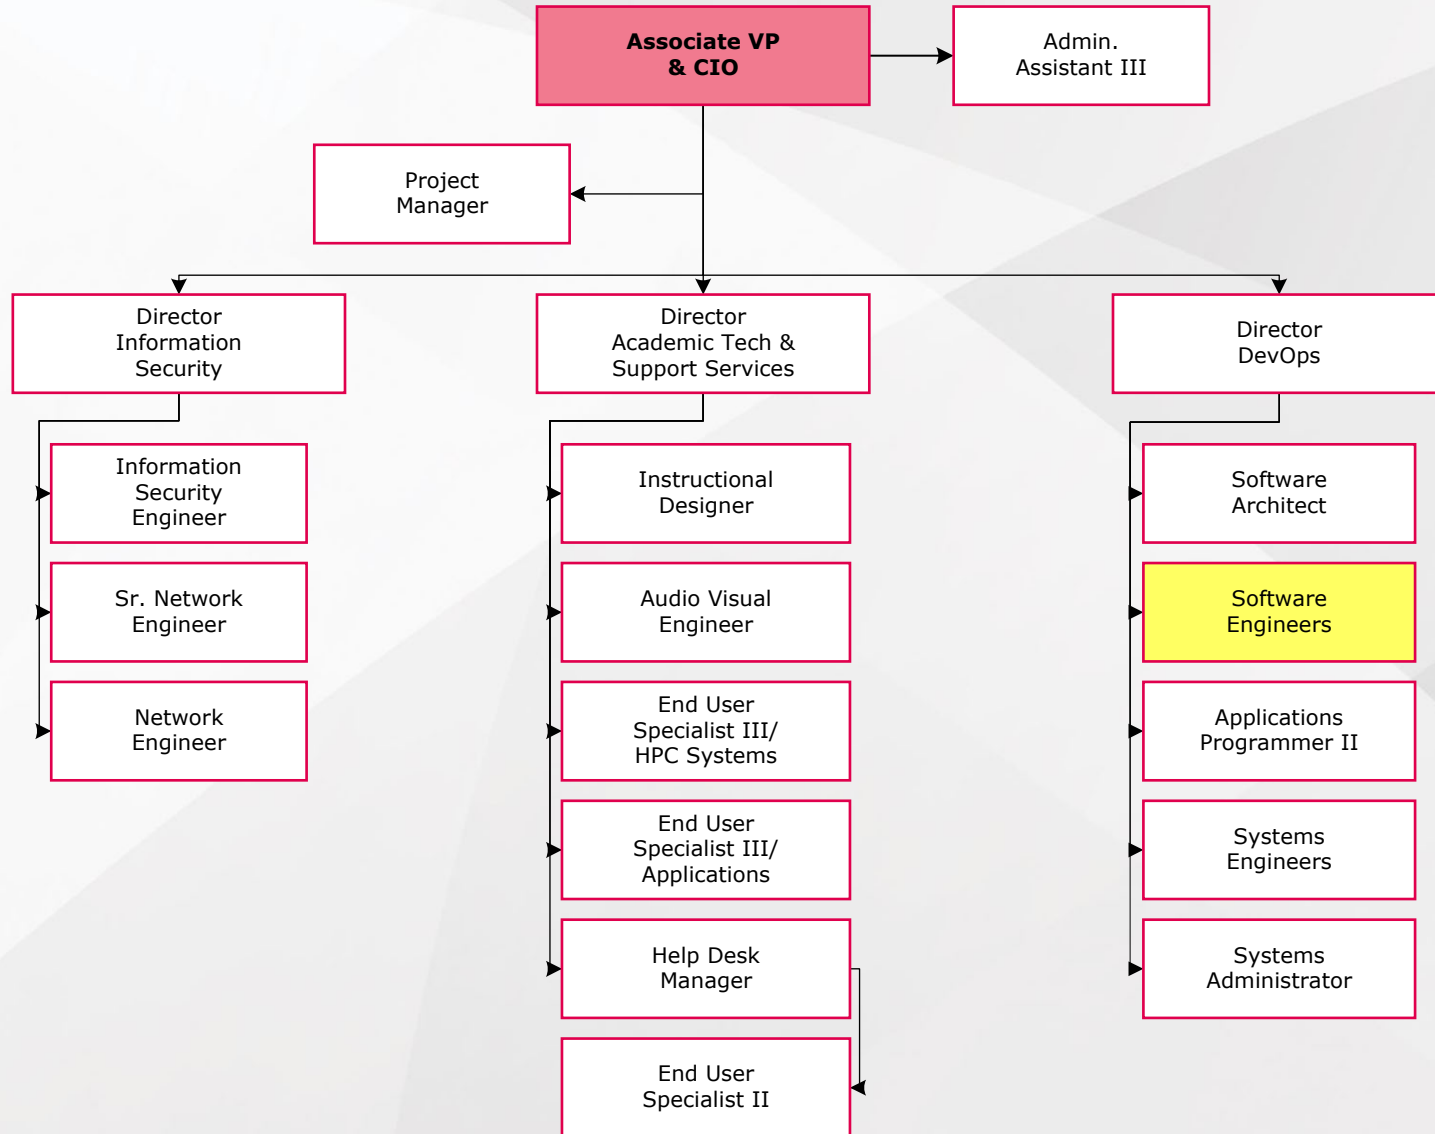 Associate VP
& CIO
Admin.
Assistant III
Project
Manager
Director
Information
Security
Director
Academic Tech &
Support Services
Director
DevOps
Information
Security
Engineer
Sr. Network
Engineer
Network
Engineer
Instructional
Designer
Audio Visual
Engineer
End User
Specialist III/
HPC Systems
End User
Specialist III/
Applications
Help Desk
Manager
End User
Specialist II
Software
Architect
Software
Engineers
Applications
Programmer II
Systems
Engineers
Systems
Administrator